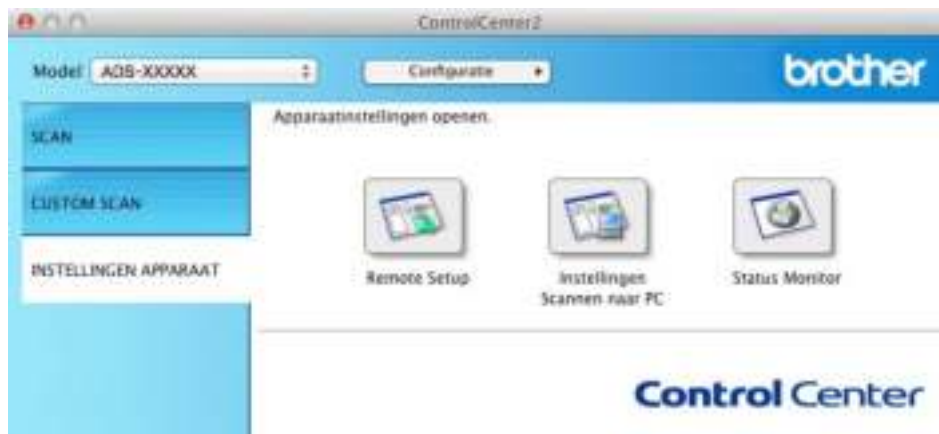 ControlCenter2
Model ADS-XXXXX Configuratie
brother
SCAN
CUSTOM SCAN
INSTELLINGEN APPARAAT
Apparaatinstellingen openen.
Remote Setup
Instellingen
Scannen naar PC
Status Monitor
Control Center